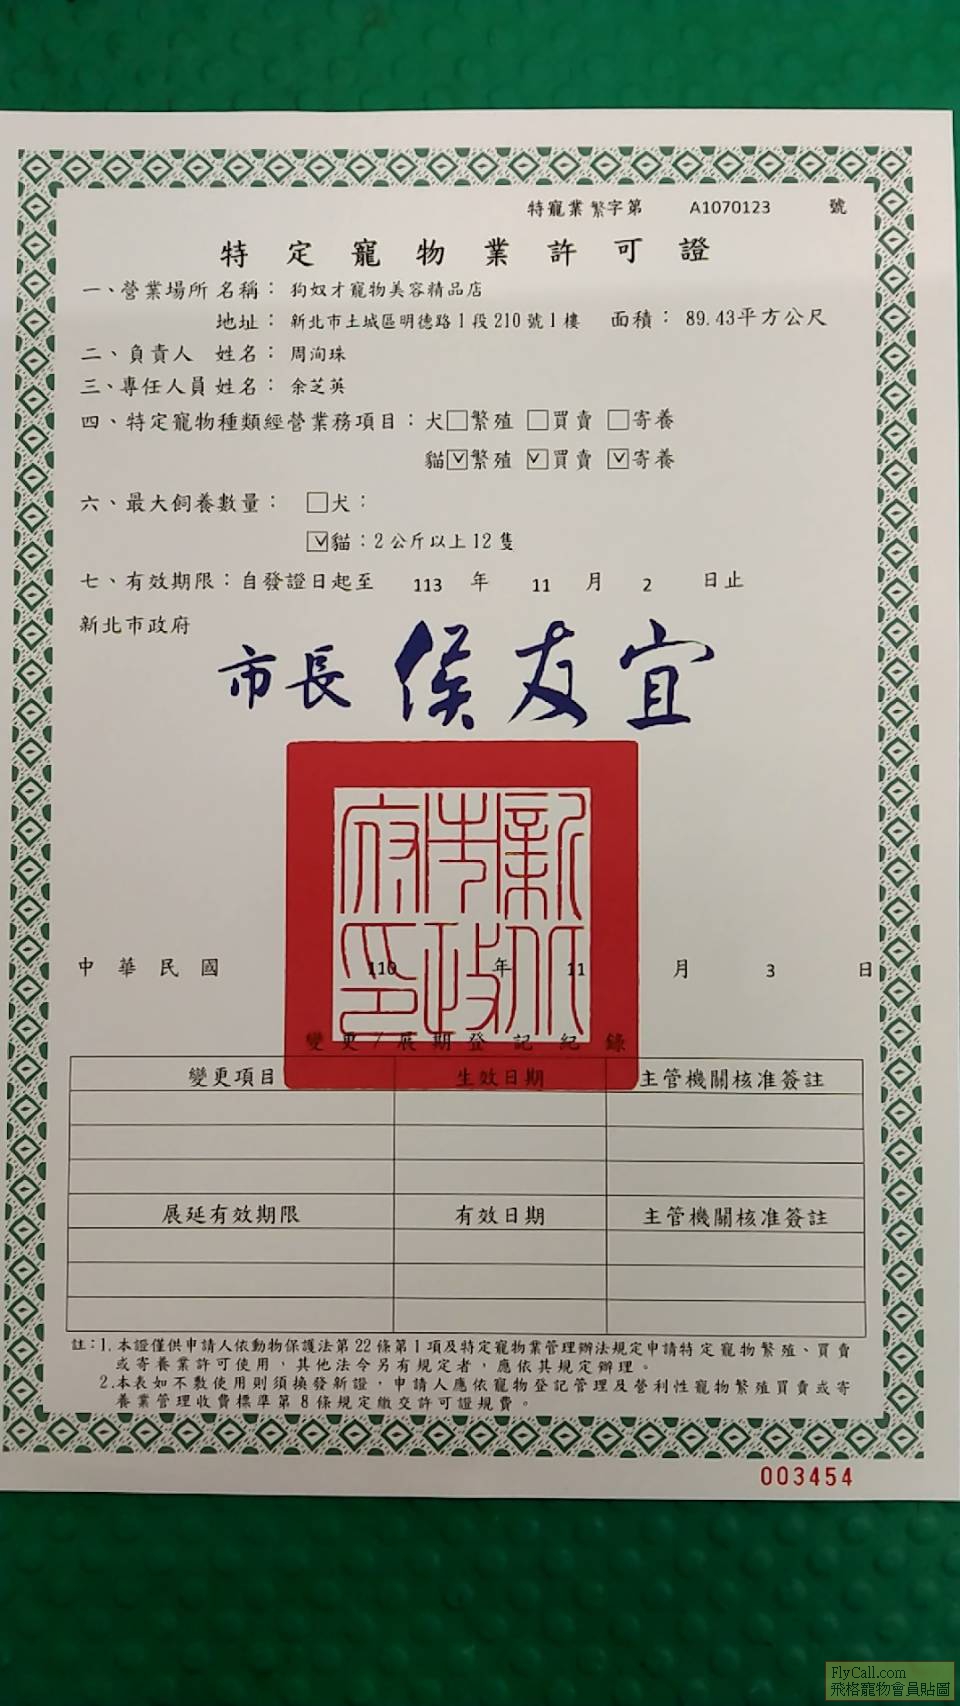 特寵業 繁字第 A1070123 號
特定寵物業許可證
一、營業場所 名稱： 狗奴才寵物美容精品店
地址： 新北市土城區明德路1段210號1樓 面積： 89.43平方公尺
二、負責人 姓名： 周洵珠
三、專任人員 姓名： 余芝英
四、特定寵物種類經營業務項目：犬□繁殖 □買賣 □寄養
貓☑繁殖 ☑買賣 ☑寄養
六、最大飼養數量： □犬：
☑貓：2公斤以上12隻
七、有效期限：自發證日起至 113 年 11 月 2 日止
新北市政府
市長 侯友宜
新北市政府印
中華民國 110 年 11 月 3 日
變更/展期登記紀錄
變更項目 生效日期 主管機關核准簽註
展延有效期限 有效日期 主管機關核准簽註
註：1.本證僅供申請人依動物保護法第22條第1項及特定寵物業管理辦法規定申請特定寵物繁殖、買賣
或寄養業許可使用，其他法令另有規定者，應依其規定辦理。
2.本表如不敷使用則須換發新證，申請人應依寵物登記管理及營利性寵物繁殖買賣或寄
養業管理收費標準第8條規定繳交許可證規費。
003454
FlyCall.com
飛格寵物會員貼圖